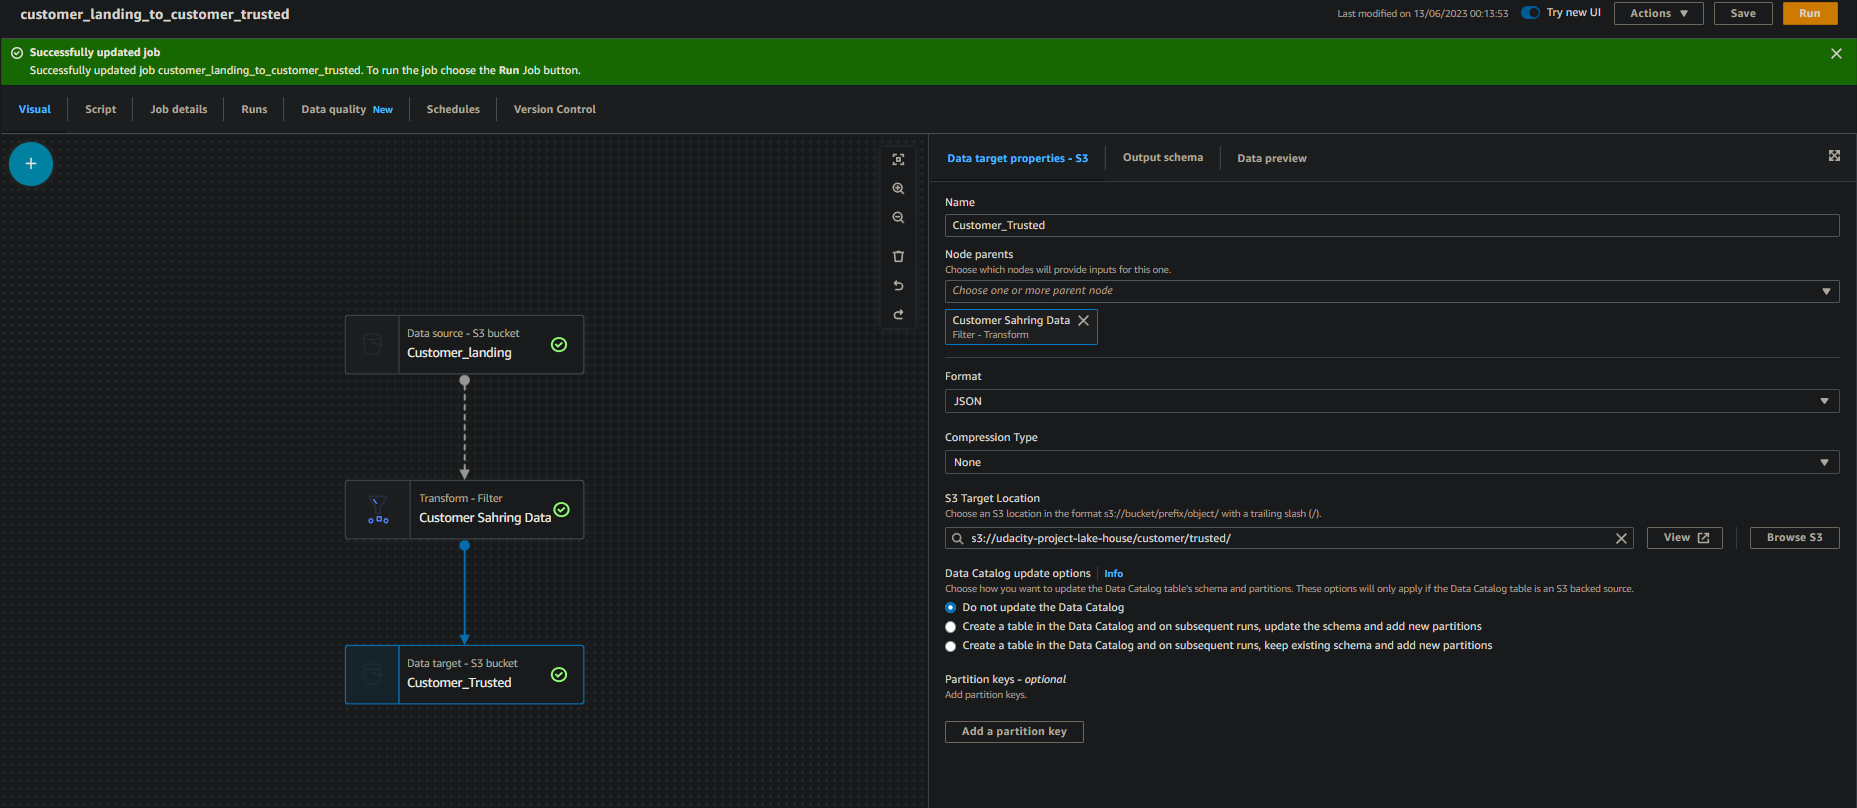 customer_landing_to_customer_trusted
Last modified on 13/06/2023 00:13:53
Try new UI
Actions
Save
Run
Successfully updated job
Successfully updated job customer_landing_to_customer_trusted. To run the job choose the Run Job button.
Visual
Script
Job details
Runs
Data quality New
Schedules
Version Control
Data source - S3 bucket
Customer_landing
Transform - Filter
Customer Sahring Data
Data target - S3 bucket
Customer_Trusted
Data target properties - S3
Output schema
Data preview
Name
Customer_Trusted
Node parents
Choose which nodes will provide inputs for this one.
Choose one or more parent node
Customer Sahring Data
Filter - Transform
Format
JSON
Compression Type
None
S3 Target Location
Choose an S3 location in the format s3://bucket/prefix/object/ with a trailing slash (/).
s3://udacity-project-lake-house/customer/trusted/
View
Browse S3
Data Catalog update options
Info
Choose how you want to update the Data Catalog table's schema and partitions. These options will only apply if the Data Catalog table is an S3 backed source.
Do not update the Data Catalog
Create a table in the Data Catalog and on subsequent runs, update the schema and add new partitions
Create a table in the Data Catalog and on subsequent runs, keep existing schema and add new partitions
Partition keys - optional
Add partition keys.
Add a partition key